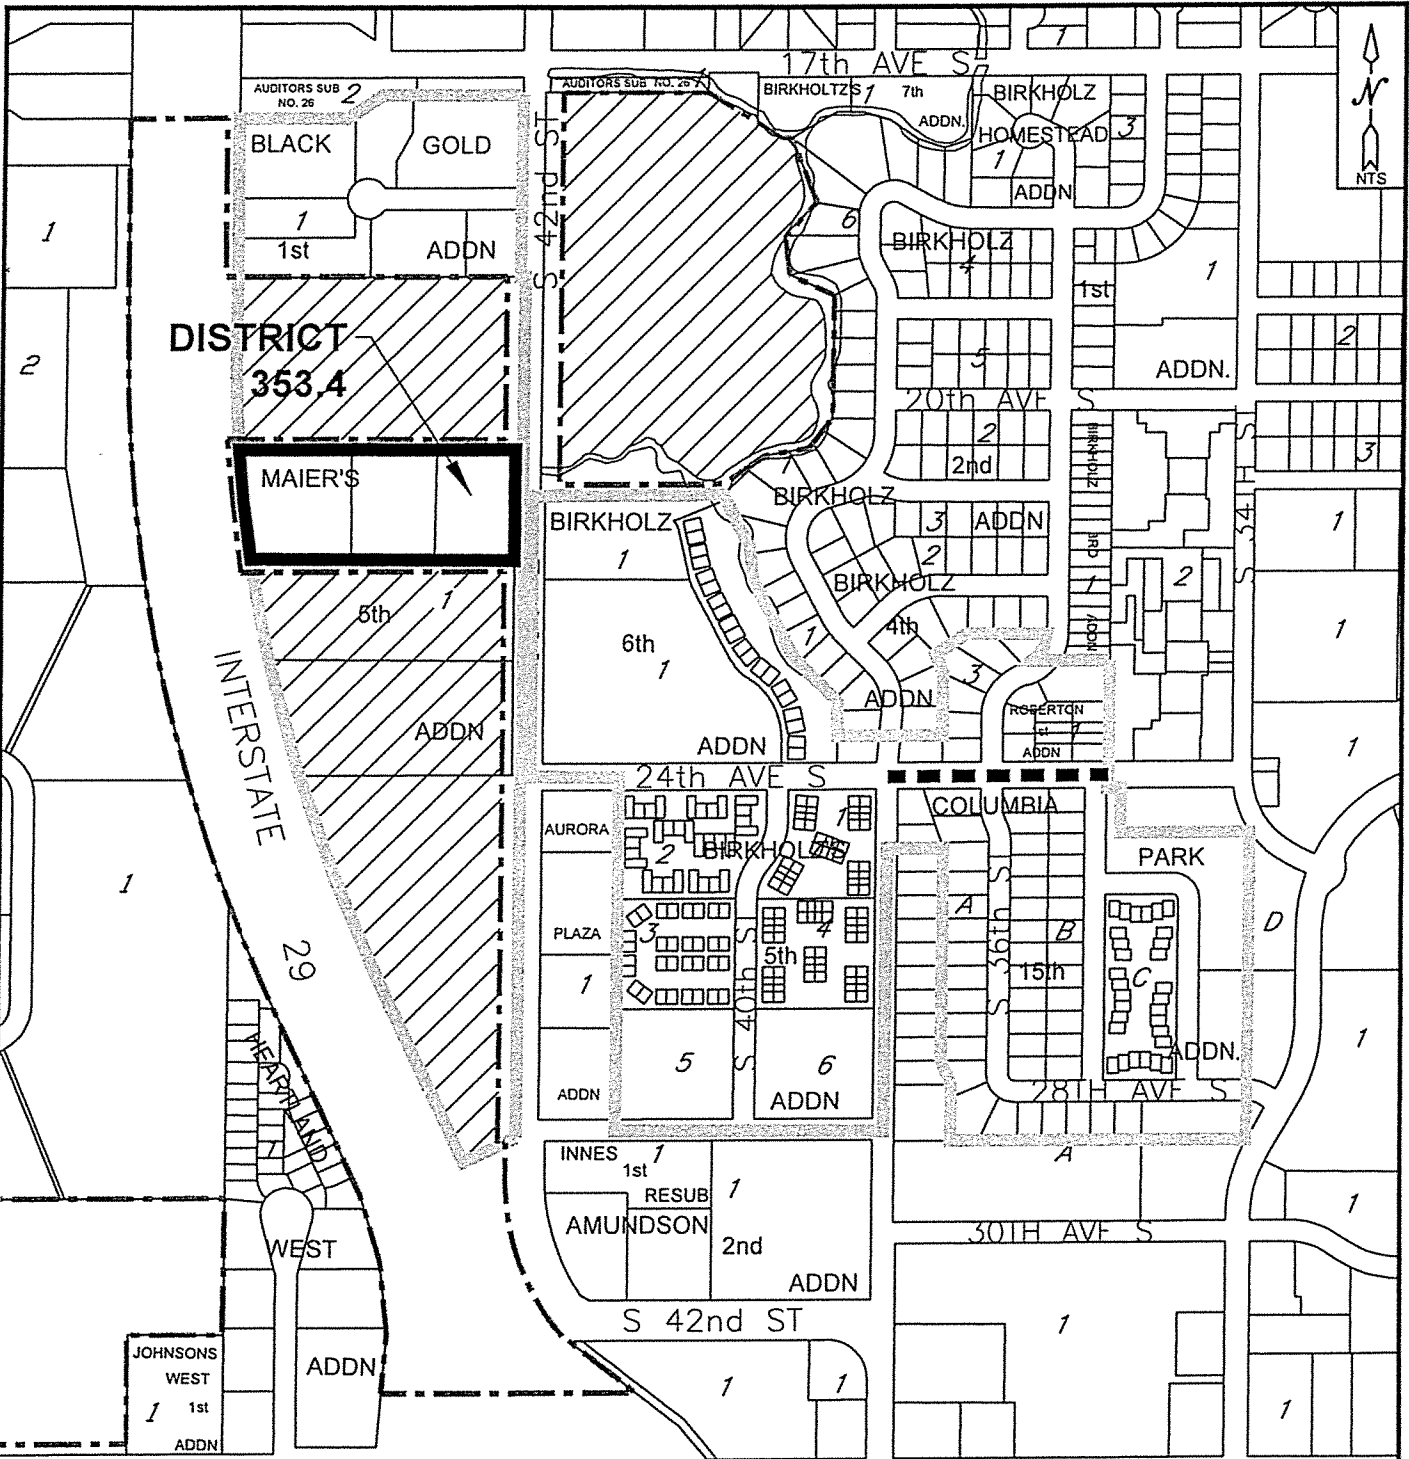 17th AVE S
1
N
NTS
AUDITORS SUB
NO. 26
2
AUDITORS SUB NO. 26
1
BIRKHOLTZ'S
1
7th
ADDN.
BIRKHOLZ
HOMESTEAD
3
1
ADDN
BLACK
GOLD
1
1st
ADDN
S 42nd ST
1
2
6
BIRKHOLZ
4
1st
1
5
ADDN.
2
3
DISTRICT
353.4
20th AVE S
2
2nd
BIRKHOLZ
3RD
1
ADDN
S 34TH S
MAIER'S
7
BIRKHOLZ
3
ADDN
2
BIRKHOLZ
1
4th
ADDN
3
2
1
1
1
BIRKHOLZ
1
6th
1
ADDN
5th
1
ADDN
ROBERTON
1st
1
ADDN
INTERSTATE
29
24th AVE S
COLUMBIA
AURORA
PLAZA
1
ADDN
2
1
BIRKHOLZ'S
3
4
5th
S 40th S
5
6
ADDN
A
S 36th S
B
15th
PARK
C
D
ADDN.
28TH AVE S
A
1
1
HEARTLAND
1
WEST
ADDN
INNES
1
1st
RESUB
1
AMUNDSON
2nd
ADDN
30TH AVE S
1
S 42nd ST
1
1
1
1
JOHNSONS
WEST
1
1st
ADDN